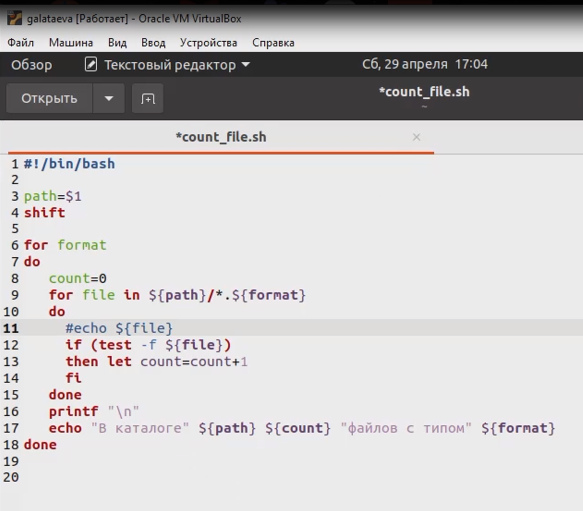 galataeva [Работает] - Oracle VM VirtualBox
Файл Машина Вид Ввод Устройства Справка
Обзор Текстовый редактор Сб, 29 апреля 17:04
Открыть *count_file.sh
~
*count_file.sh ×
1 #!/bin/bash
2
3 path=$1
4 shift
5
6 for format
7 do
8 count=0
9 for file in ${path}/*.${format}
10 do
11 #echo ${file}
12 if (test -f ${file})
13 then let count=count+1
14 fi
15 done
16 printf "\n"
17 echo "В каталоге" ${path} ${count} "файлов с типом" ${format}
18 done
19
20